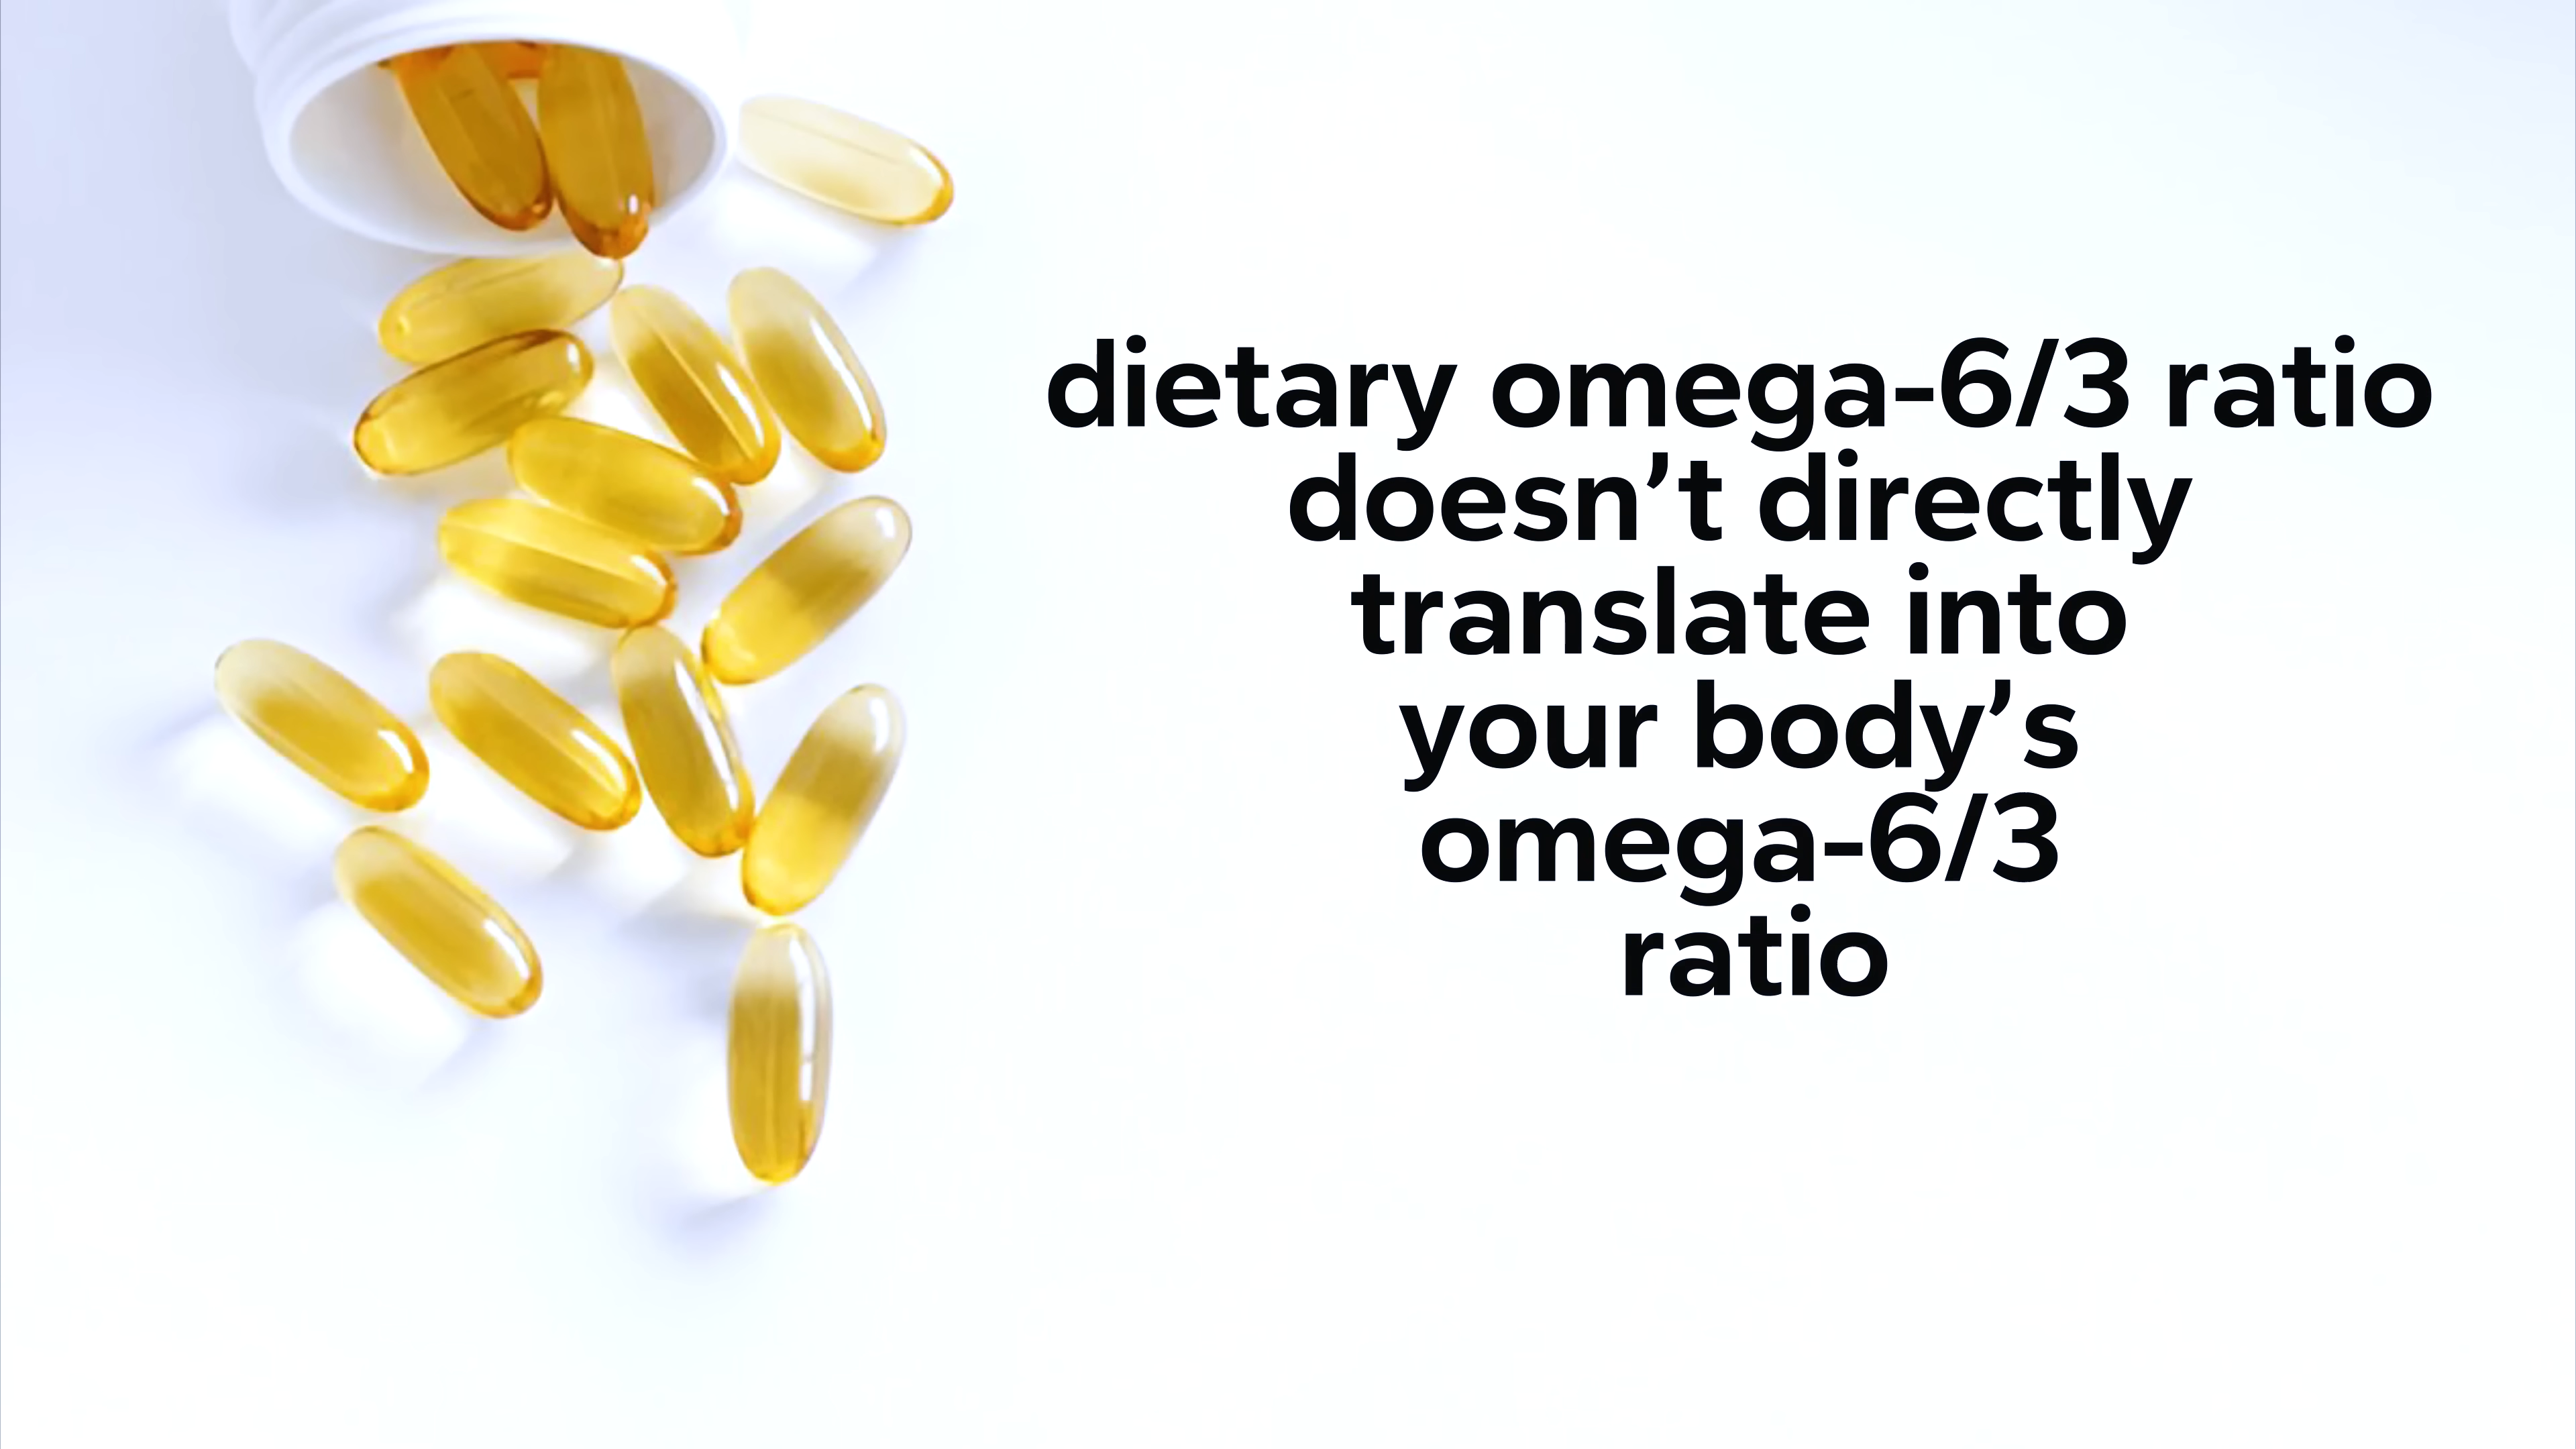 dietary omega-6/3 ratio
doesn’t directly
translate into
your body’s
omega-6/3
ratio